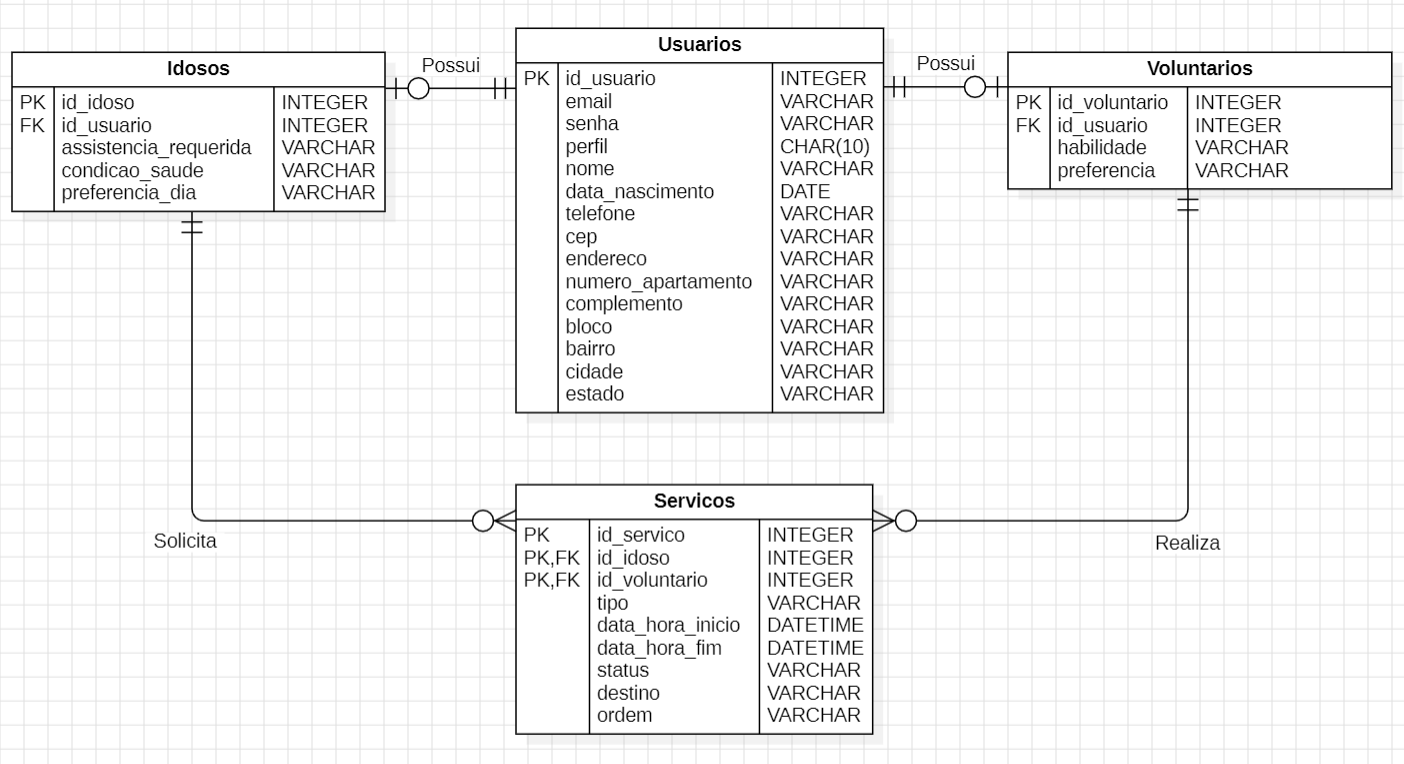 Idosos
PK id_idoso INTEGER
FK id_usuario INTEGER
assistencia_requerida VARCHAR
condicao_saude VARCHAR
preferencia_dia VARCHAR
Possui
Usuarios
PK id_usuario INTEGER
email VARCHAR
senha VARCHAR
perfil CHAR(10)
nome VARCHAR
data_nascimento DATE
telefone VARCHAR
cep VARCHAR
endereco VARCHAR
numero_apartamento VARCHAR
complemento VARCHAR
bloco VARCHAR
bairro VARCHAR
cidade VARCHAR
estado VARCHAR
Possui
Voluntarios
PK id_voluntario INTEGER
FK id_usuario INTEGER
habilidade VARCHAR
preferencia VARCHAR
Solicita
Servicos
PK id_servico INTEGER
PK,FK id_idoso INTEGER
PK,FK id_voluntario INTEGER
tipo VARCHAR
data_hora_inicio DATETIME
data_hora_fim DATETIME
status VARCHAR
destino VARCHAR
ordem VARCHAR
Realiza